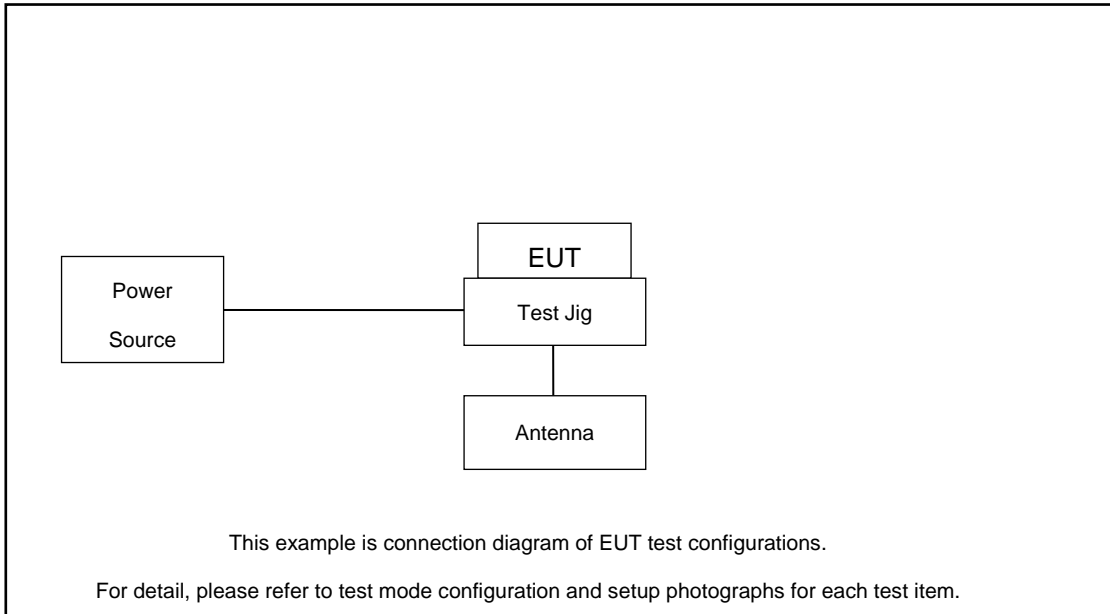 EUT
Power
Source
Test Jig
Antenna
This example is connection diagram of EUT test configurations.
For detail, please refer to test mode configuration and setup photographs for each test item.